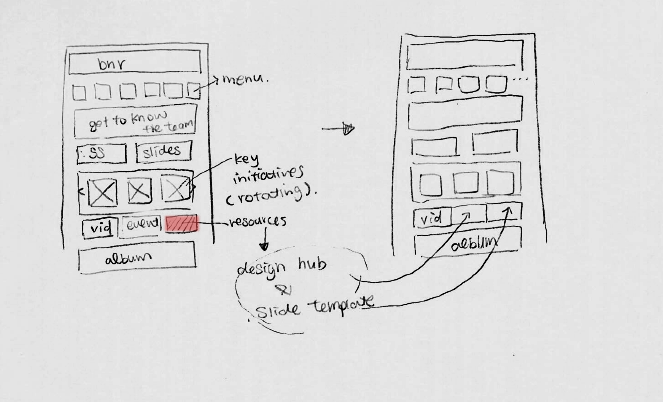 bnr
menu.
get to know
the team
SS
slides
key
initiatives
(rotating).
vid
event
resources
album
design hub
&
slide template
vid
album